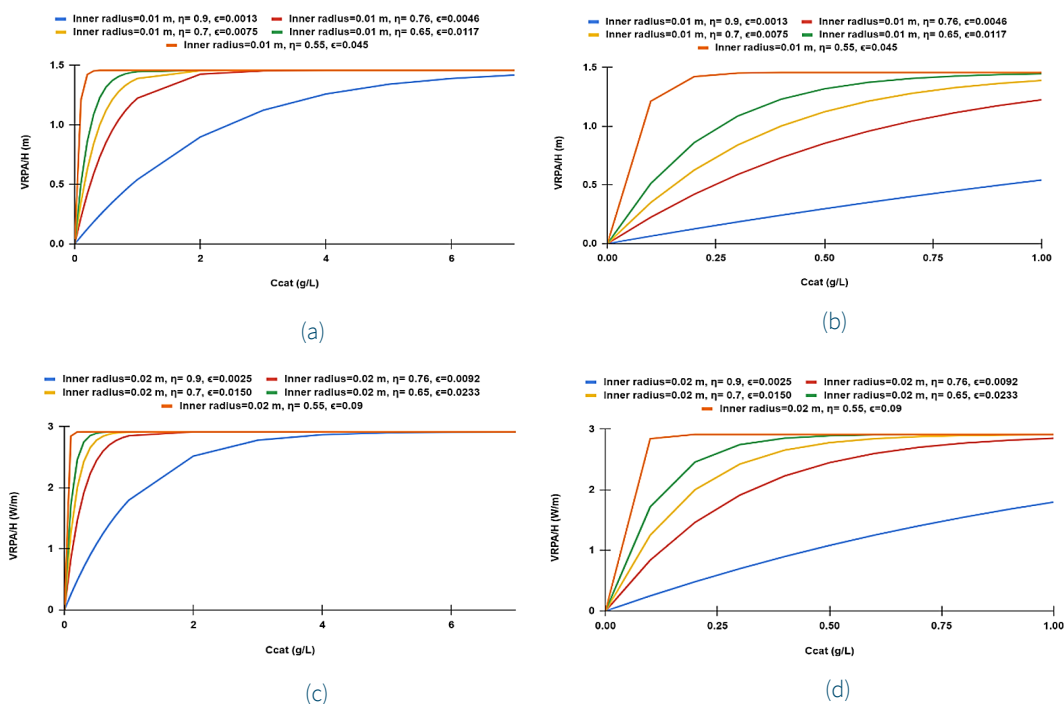 Inner radius=0.01 m, η= 0.9, ϵ=0.0013 Inner radius=0.01 m, η= 0.76, ϵ=0.0046
Inner radius=0.01 m, η= 0.7, ϵ=0.0075 Inner radius=0.01 m, η= 0.65, ϵ=0.0117
Inner radius=0.01 m, η= 0.55, ϵ=0.045
VRPA/H (m)
1.5
1.0
0.5
0.0
0 2 4 6
Ccat (g/L)
(a)
Inner radius=0.01 m, η= 0.9, ϵ=0.0013 Inner radius=0.01 m, η= 0.76, ϵ=0.0046
Inner radius=0.01 m, η= 0.7, ϵ=0.0075 Inner radius=0.01 m, η= 0.65, ϵ=0.0117
Inner radius=0.01 m, η= 0.55, ϵ=0.045
VRPA/H (m)
1.5
1.0
0.5
0.0
0.00 0.25 0.50 0.75 1.00
Ccat (g/L)
(b)
Inner radius=0.02 m, η= 0.9, ϵ=0.0025 Inner radius=0.02 m, η= 0.76, ϵ=0.0092
Inner radius=0.02 m, η= 0.7, ϵ=0.0150 Inner radius=0.02 m, η= 0.65, ϵ=0.0233
Inner radius=0.02 m, η= 0.55, ϵ=0.09
VRPA/H (W/m)
3
2
1
0
0 2 4 6
Ccat (g/L)
(c)
Inner radius=0.02 m, η= 0.9, ϵ=0.0025 Inner radius=0.02 m, η= 0.76, ϵ=0.0092
Inner radius=0.02 m, η= 0.7, ϵ=0.0150 Inner radius=0.02 m, η= 0.65, ϵ=0.0233
Inner radius=0.02 m, η= 0.55, ϵ=0.09
VRPA/H (W/m)
3
2
1
0
0.00 0.25 0.50 0.75 1.00
Ccat (g/L)
(d)